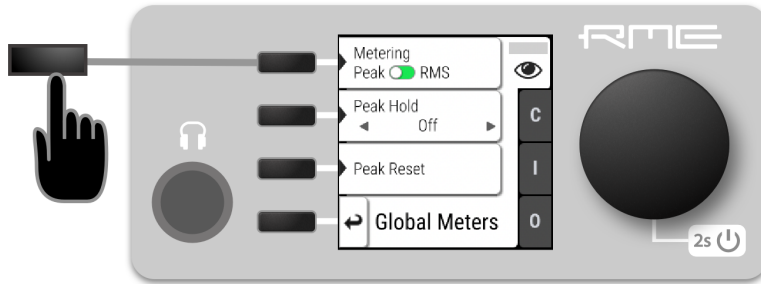 RME
Metering
Peak RMS
Peak Hold
Off
Peak Reset
Global Meters
C
I
O
2s